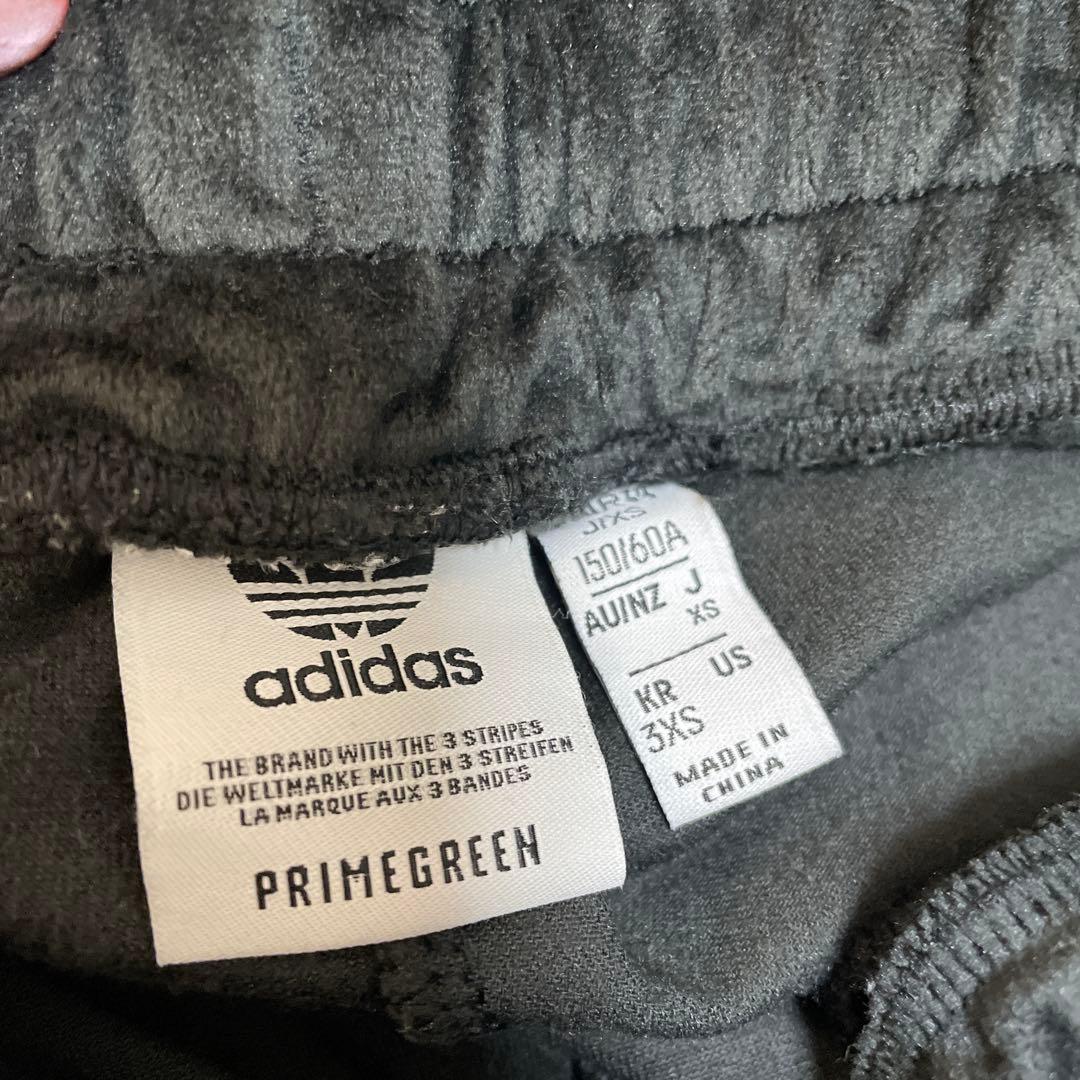 adidas
THE BRAND WITH THE 3 STRIPES
DIE WELTMARKE MIT DEN 3 STREIFEN
LA MARQUE AUX 3 BANDES
PRIMEGREEN
J/XS
150/60A
AU/NZ J
XS
US
KR
3XS
MADE IN
CHINA